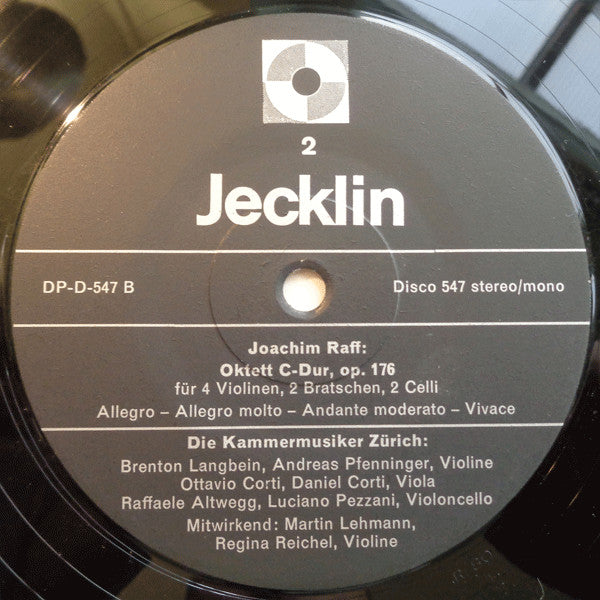 2
Jecklin
DP-D-547 B
Disco 547 stereo/mono
Joachim Raff:
Oktett C-Dur, op. 176
für 4 Violinen, 2 Bratschen, 2 Celli
Allegro – Allegro molto – Andante moderato – Vivace
Die Kammermusiker Zürich:
Brenton Langbein, Andreas Pfenninger, Violine
Ottavio Corti, Daniel Corti, Viola
Raffaele Altwegg, Luciano Pezzani, Violoncello
Mitwirkend: Martin Lehmann,
Regina Reichel, Violine